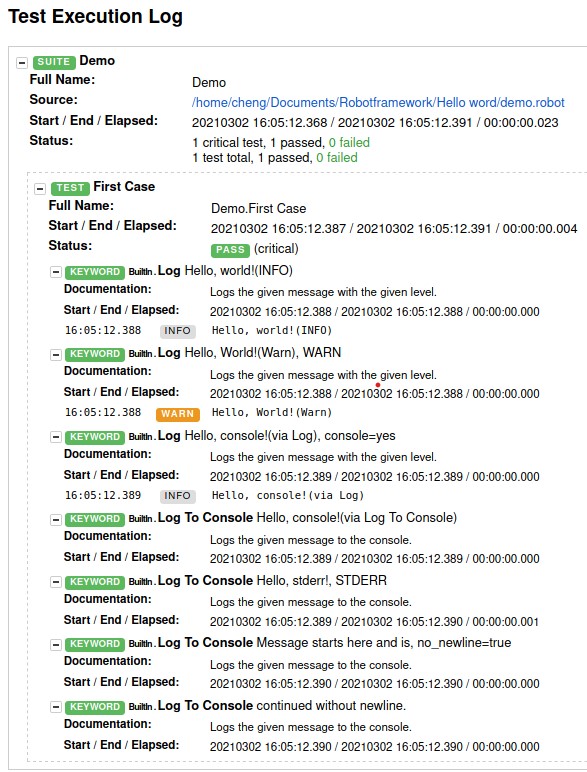 Test Execution Log
SUITE Demo
Full Name: Demo
Source: /home/cheng/Documents/Robotframework/Hello word/demo.robot
Start / End / Elapsed: 20210302 16:05:12.368 / 20210302 16:05:12.391 / 00:00:00.023
Status: 1 critical test, 1 passed, 0 failed
1 test total, 1 passed, 0 failed
TEST First Case
Full Name: Demo.First Case
Start / End / Elapsed: 20210302 16:05:12.387 / 20210302 16:05:12.391 / 00:00:00.004
Status: PASS (critical)
KEYWORD BuiltIn.Log Hello, world!(INFO)
Documentation: Logs the given message with the given level.
Start / End / Elapsed: 20210302 16:05:12.388 / 20210302 16:05:12.388 / 00:00:00.000
16:05:12.388 INFO Hello, world!(INFO)
KEYWORD BuiltIn.Log Hello, World!(Warn), WARN
Documentation: Logs the given message with the given level.
Start / End / Elapsed: 20210302 16:05:12.388 / 20210302 16:05:12.388 / 00:00:00.000
16:05:12.388 WARN Hello, World!(Warn)
KEYWORD BuiltIn.Log Hello, console!(via Log), console=yes
Documentation: Logs the given message with the given level.
Start / End / Elapsed: 20210302 16:05:12.389 / 20210302 16:05:12.389 / 00:00:00.000
16:05:12.389 INFO Hello, console!(via Log)
KEYWORD BuiltIn.Log To Console Hello, console!(via Log To Console)
Documentation: Logs the given message to the console.
Start / End / Elapsed: 20210302 16:05:12.389 / 20210302 16:05:12.389 / 00:00:00.000
KEYWORD BuiltIn.Log To Console Hello, stderr!, STDERR
Documentation: Logs the given message to the console.
Start / End / Elapsed: 20210302 16:05:12.389 / 20210302 16:05:12.390 / 00:00:00.001
KEYWORD BuiltIn.Log To Console Message starts here and is, no_newline=true
Documentation: Logs the given message to the console.
Start / End / Elapsed: 20210302 16:05:12.390 / 20210302 16:05:12.390 / 00:00:00.000
KEYWORD BuiltIn.Log To Console continued without newline.
Documentation: Logs the given message to the console.
Start / End / Elapsed: 20210302 16:05:12.390 / 20210302 16:05:12.390 / 00:00:00.000